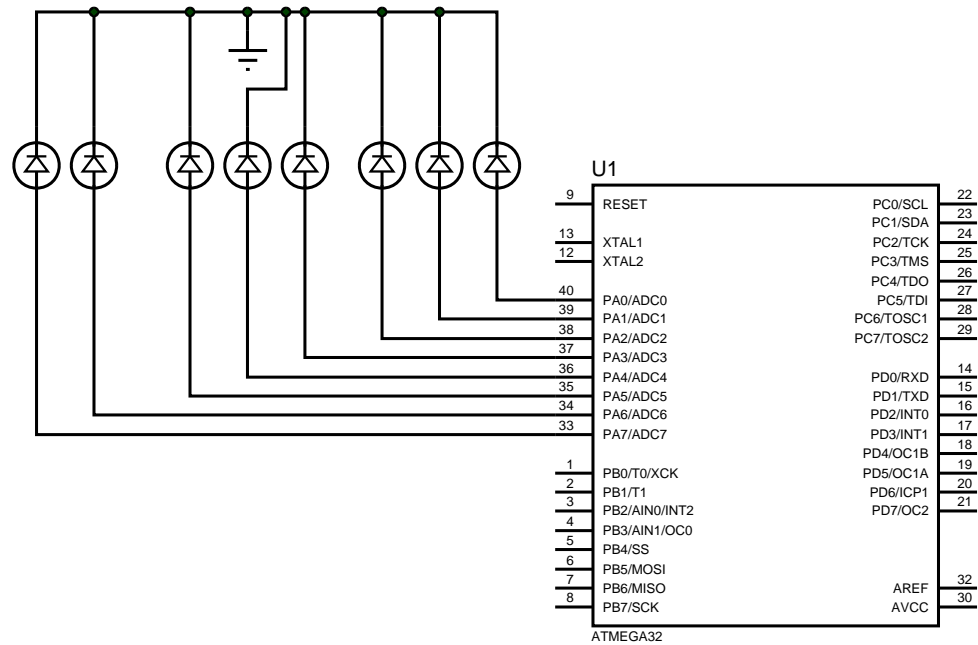 U1
9 RESET
13 XTAL1
12 XTAL2
40 PA0/ADC0
39 PA1/ADC1
38 PA2/ADC2
37 PA3/ADC3
36 PA4/ADC4
35 PA5/ADC5
34 PA6/ADC6
33 PA7/ADC7
1 PB0/T0/XCK
2 PB1/T1
3 PB2/AIN0/INT2
4 PB3/AIN1/OC0
5 PB4/SS
6 PB5/MOSI
7 PB6/MISO
8 PB7/SCK
PC0/SCL 22
PC1/SDA 23
PC2/TCK 24
PC3/TMS 25
PC4/TDO 26
PC5/TDI 27
PC6/TOSC1 28
PC7/TOSC2 29
PD0/RXD 14
PD1/TXD 15
PD2/INT0 16
PD3/INT1 17
PD4/OC1B 18
PD5/OC1A 19
PD6/ICP1 20
PD7/OC2 21
AREF 32
AVCC 30
ATMEGA32